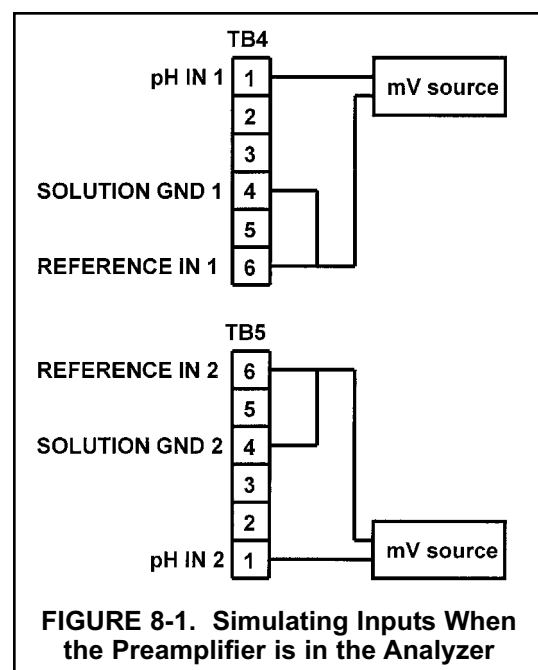 TB4
pH IN 1 1 mV source
2
3
SOLUTION GND 1 4
5
REFERENCE IN 1 6
TB5
REFERENCE IN 2 6
5
SOLUTION GND 2 4
3
2
pH IN 2 1 mV source
FIGURE 8-1. Simulating Inputs When
the Preamplifier is in the Analyzer